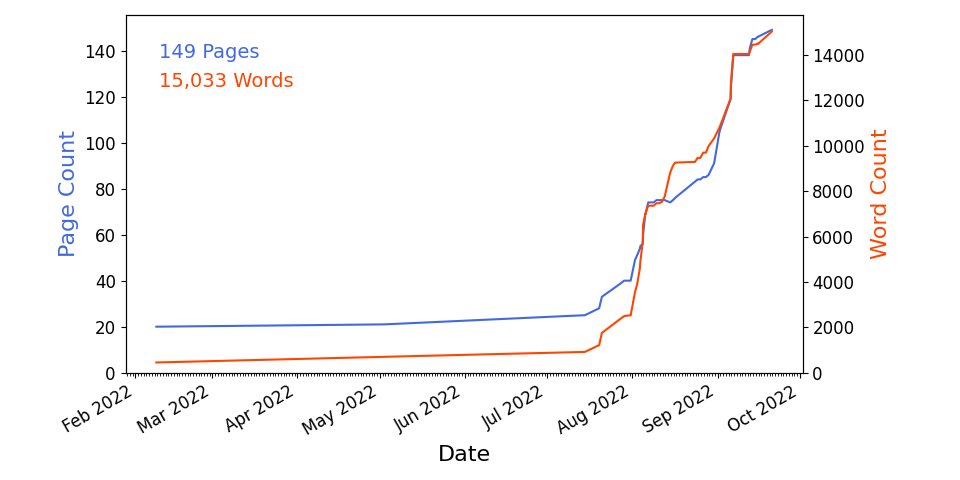 149 Pages
15,033 Words
Page Count
140
120
100
80
60
40
20
0
14000
12000
10000
8000
6000
4000
2000
0
Word Count
Feb 2022
Mar 2022
Apr 2022
May 2022
Jun 2022
Jul 2022
Aug 2022
Sep 2022
Oct 2022
Date